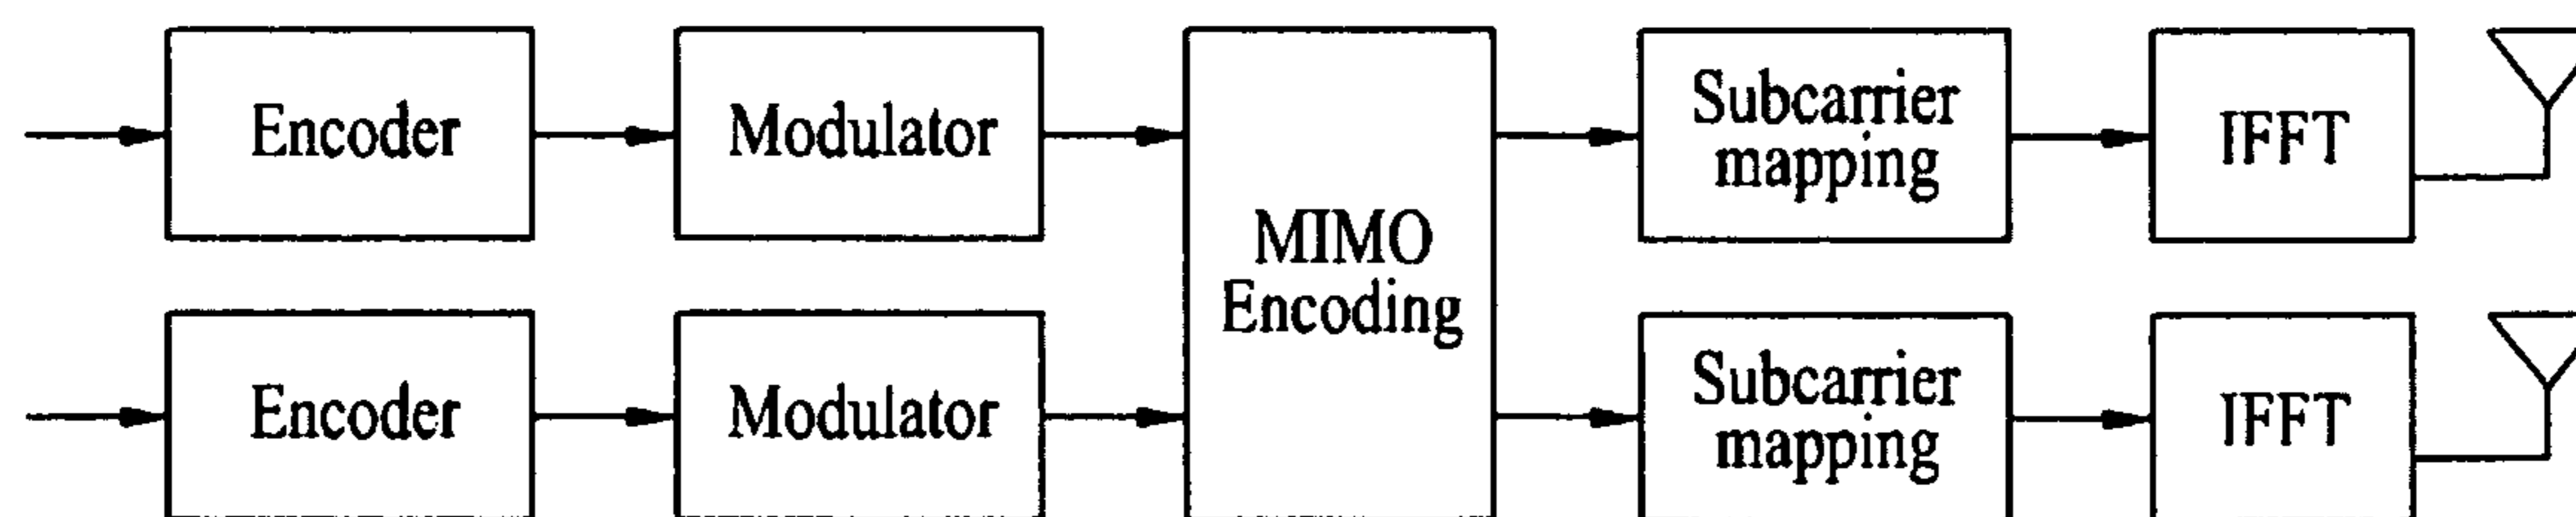 Encoder
Modulator
MIMO
Encoding
Subcarrier
mapping
IFFT
Encoder
Modulator
Subcarrier
mapping
IFFT